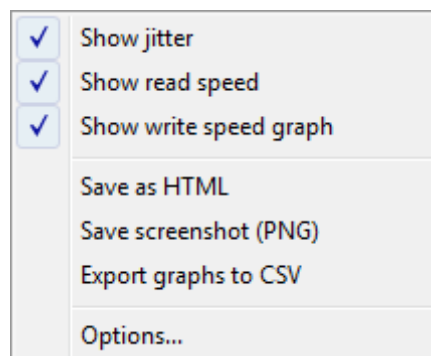 Show jitter
Show read speed
Show write speed graph
Save as HTML
Save screenshot (PNG)
Export graphs to CSV
Options...